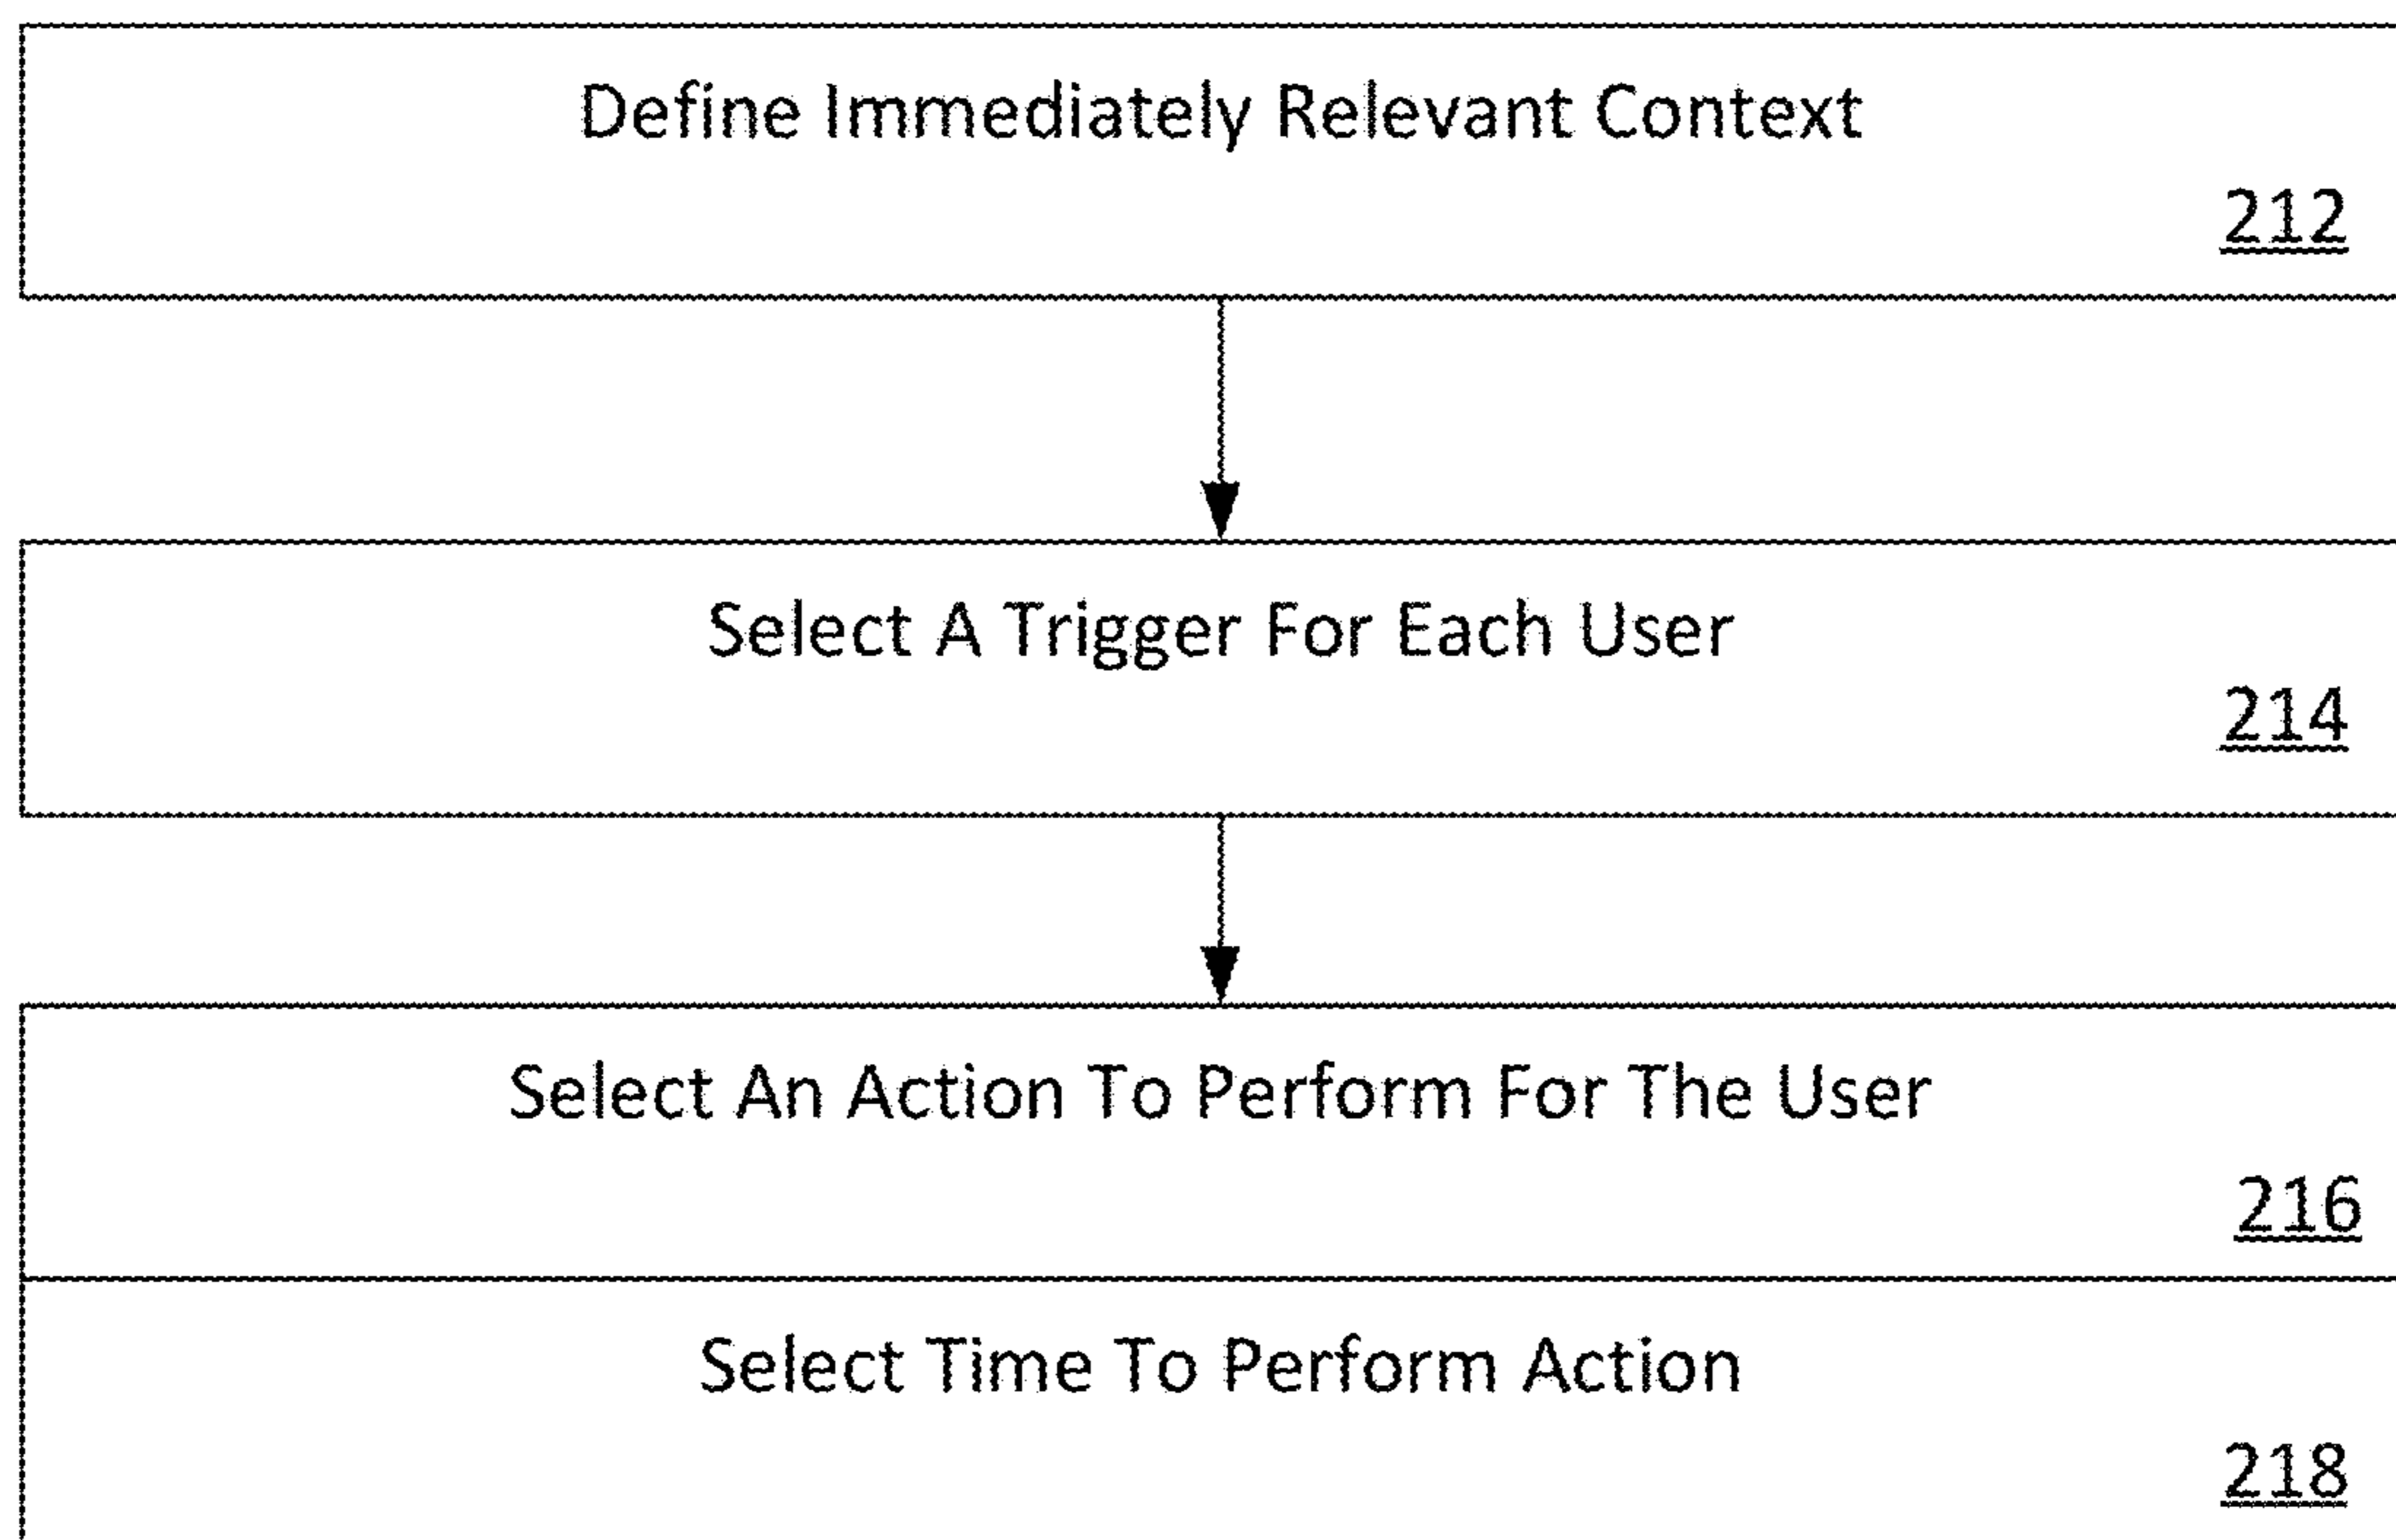 Define Immediately Relevant Context
212
Select A Trigger For Each User
214
Select An Action To Perform For The User
216
Select Time To Perform Action
218